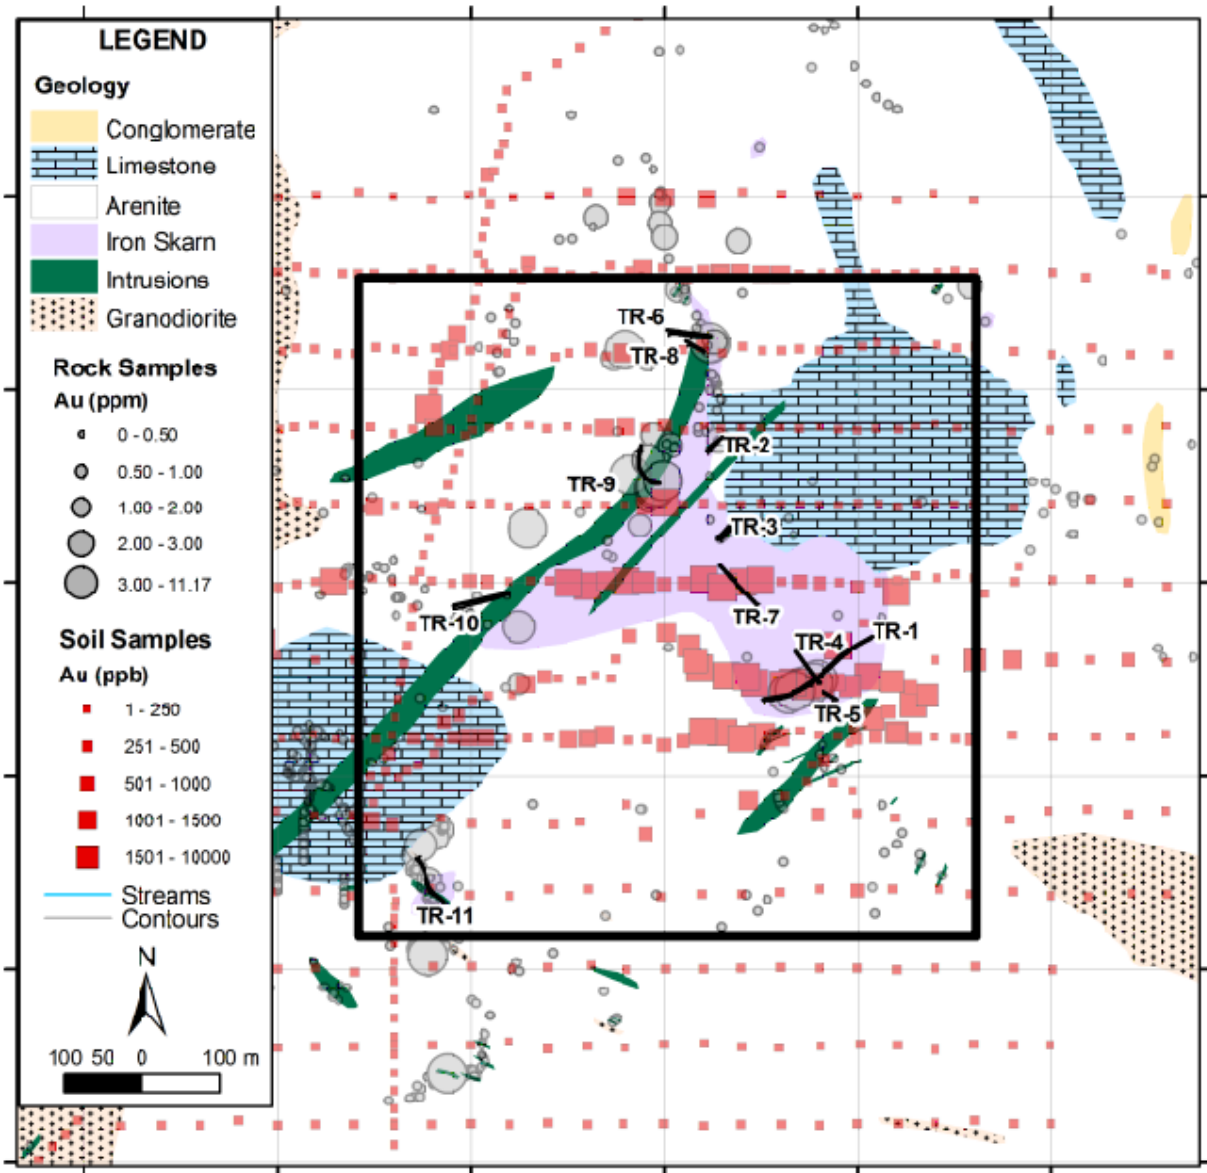 LEGEND
Geology
Conglomerate
Limestone
Arenite
Iron Skarn
Intrusions
Granodiorite
Rock Samples
Au (ppm)
0 - 0.50
0.50 - 1.00
1.00 - 2.00
2.00 - 3.00
3.00 - 11.17
Soil Samples
Au (ppb)
1 - 250
251 - 500
501 - 1000
1001 - 1500
1501 - 10000
Streams
Contours
N
100 50 0 100 m
TR-6
TR-8
TR-2
TR-9
TR-3
TR-7
TR-10
TR-4
TR-1
TR-5
TR-11